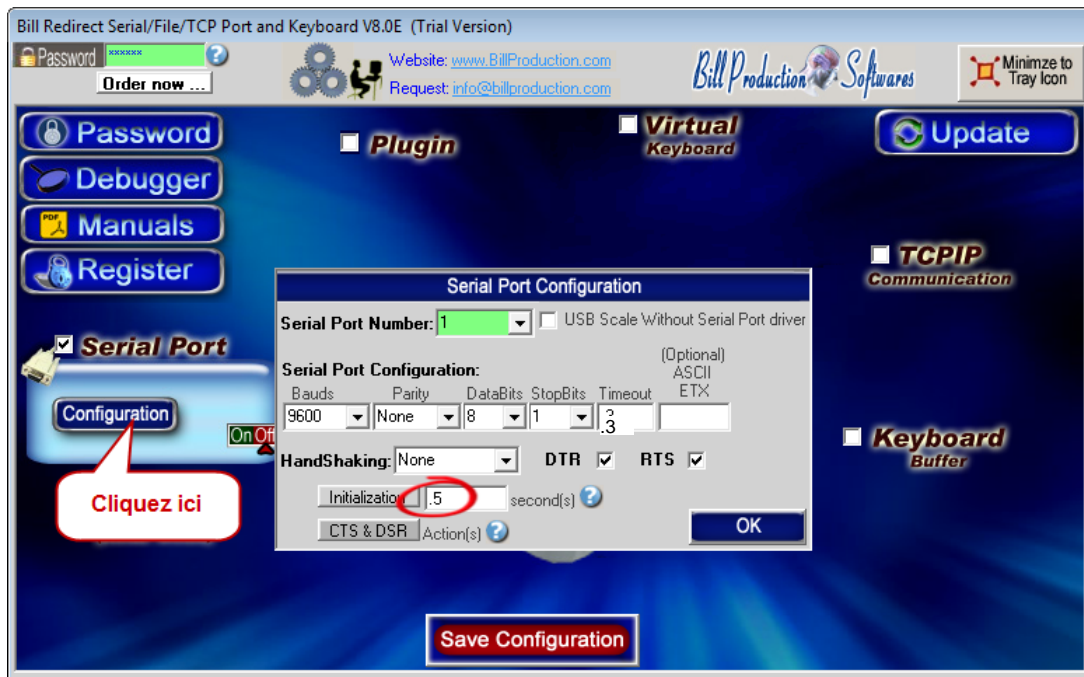 Bill Redirect Serial/File/TCP Port and Keyboard V8.0E (Trial Version)
Password ******
Order now ...
Website: www.BillProduction.com
Request: info@billproduction.com
Bill Production Softwares
Minimze to
Tray Icon
Password
Debugger
PDF
Manuals
Register
Plugin
Virtual
Keyboard
Update
TCPIP
Communication
Serial Port
Configuration
On Off
Cliquez ici
Serial Port Configuration
Serial Port Number: 1
USB Scale Without Serial Port driver
Serial Port Configuration:
(Optional)
ASCII
ETX
Bauds Parity DataBits StopBits Timeout
9600 None 8 1 .3
HandShaking: None DTR RTS
Initialization .5 second(s)
CTS & DSR Action(s)
OK
Keyboard
Buffer
Save Configuration